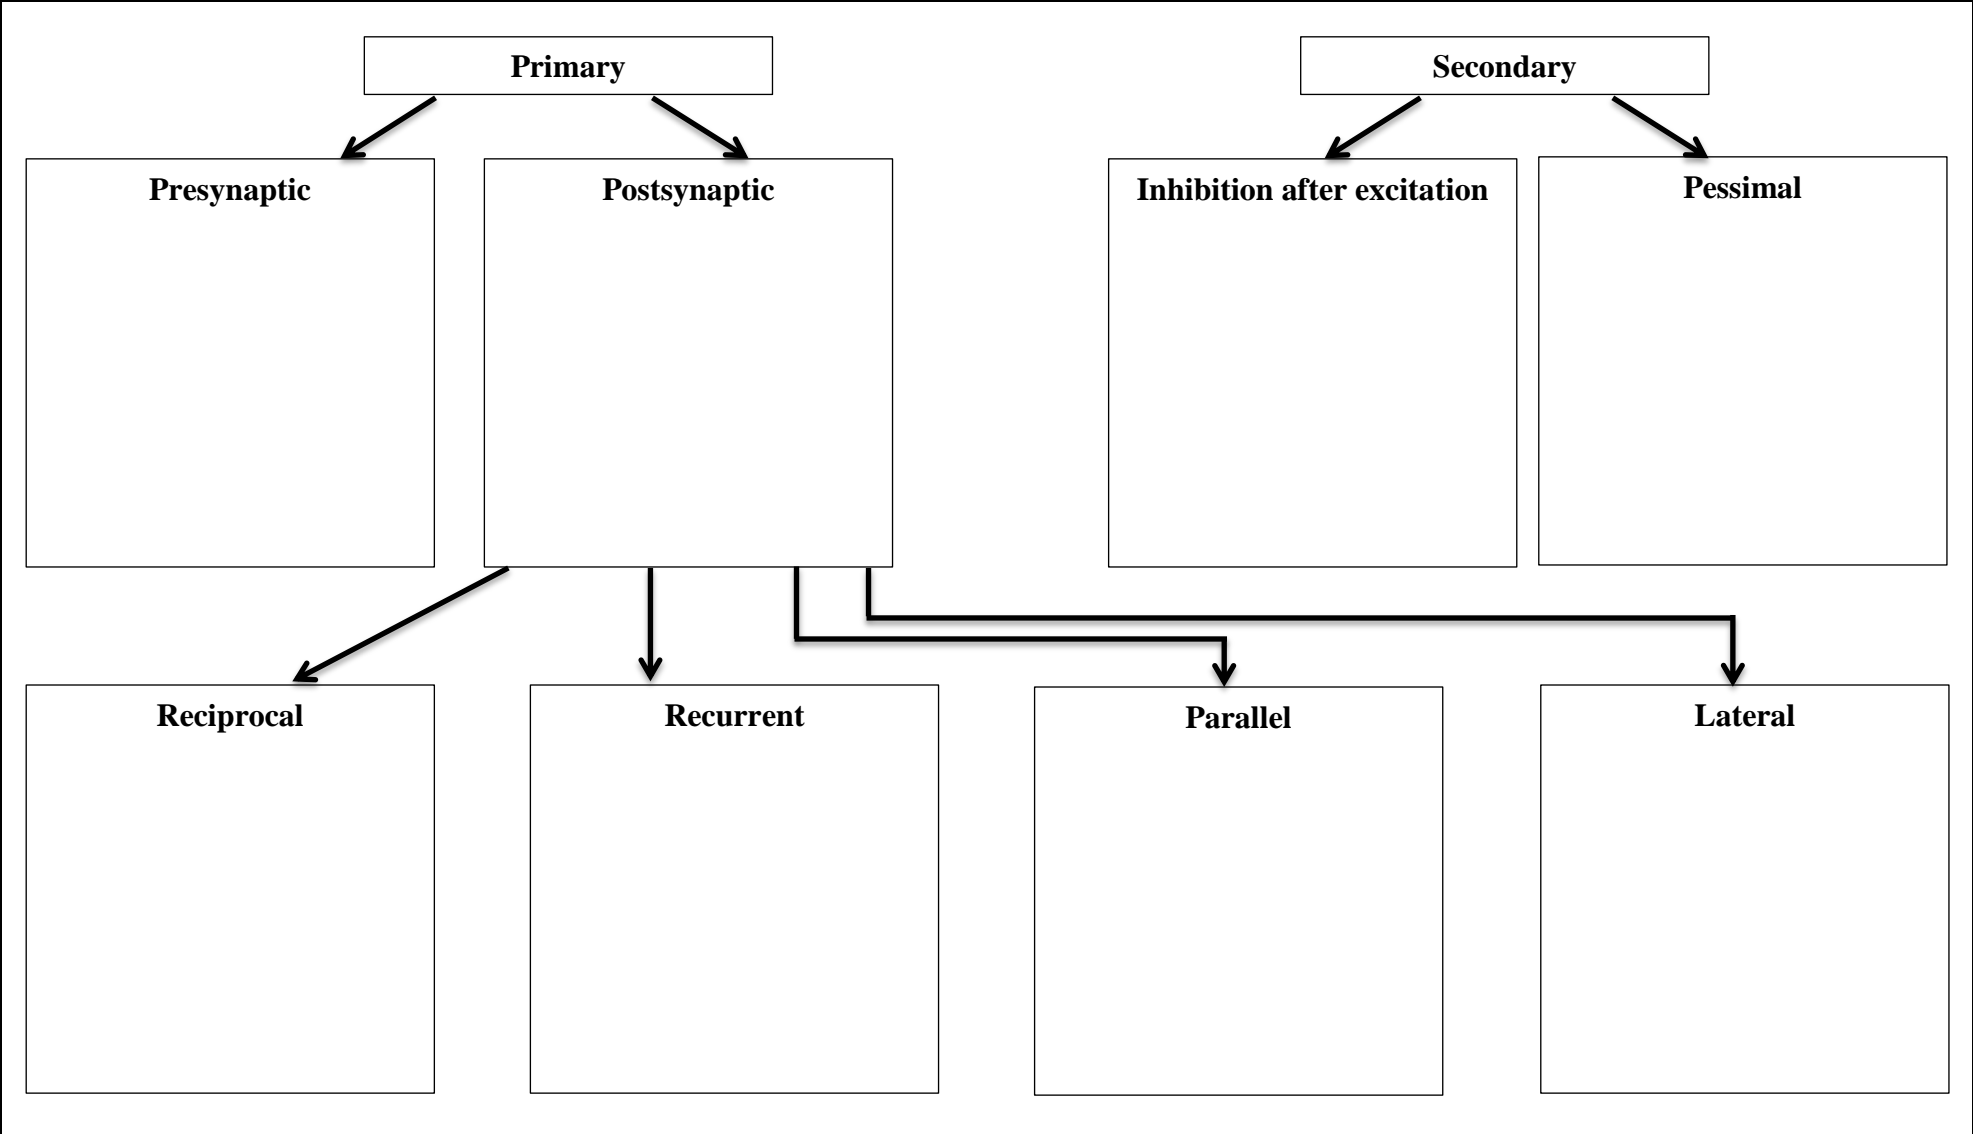 Primary
Secondary
Presynaptic
Postsynaptic
Inhibition after excitation
Pessimal
Reciprocal
Recurrent
Parallel
Lateral